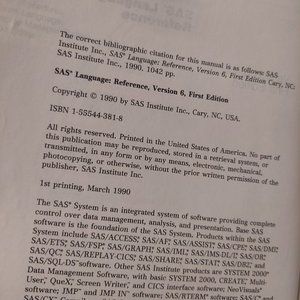 The correct bibliographic citation for this manual is as follows: SAS
Institute Inc., SAS® Language: Reference, Version 6, First Edition Cary, NC:
SAS Institute Inc., 1990. 1042 pp.
SAS® Language: Reference, Version 6, First Edition
Copyright © 1990 by SAS Institute Inc., Cary, NC, USA.
ISBN 1-55544-381-8
All rights reserved. Printed in the United States of America. No part of
this publication may be reproduced, stored in a retrieval system, or
transmitted, in any form or by any means, electronic, mechanical,
photocopying, or otherwise, without the prior written permission of the
publisher, SAS Institute Inc.
1st printing, March 1990
The SAS® System is an integrated system of software providing complete
control over data management, analysis, and presentation. Base SAS
software is the foundation of the SAS System. Products within the SAS
System include SAS/ACCESS,® SAS/AF,® SAS/ASSIST,® SAS/CPE,® SAS/DMI,®
SAS/ETS,® SAS/FSP,® SAS/GRAPH,® SAS/IML,® SAS/IMS-DL/I,® SAS/OR,®
SAS/QC,® SAS/REPLAY-CICS,® SAS/SHARE,® SAS/STAT,® SAS/DB2,™ and
SAS/SQL-DS™ software. Other SAS Institute products are SYSTEM 2000®
Data Management Software, with basic SYSTEM 2000, CREATE,™ Multi-
User,™ QueX,™ Screen Writer,™ and CICS interface software; NeoVisuals®
software; JMP™ and JMP IN™ software; SAS/RTERM® software;